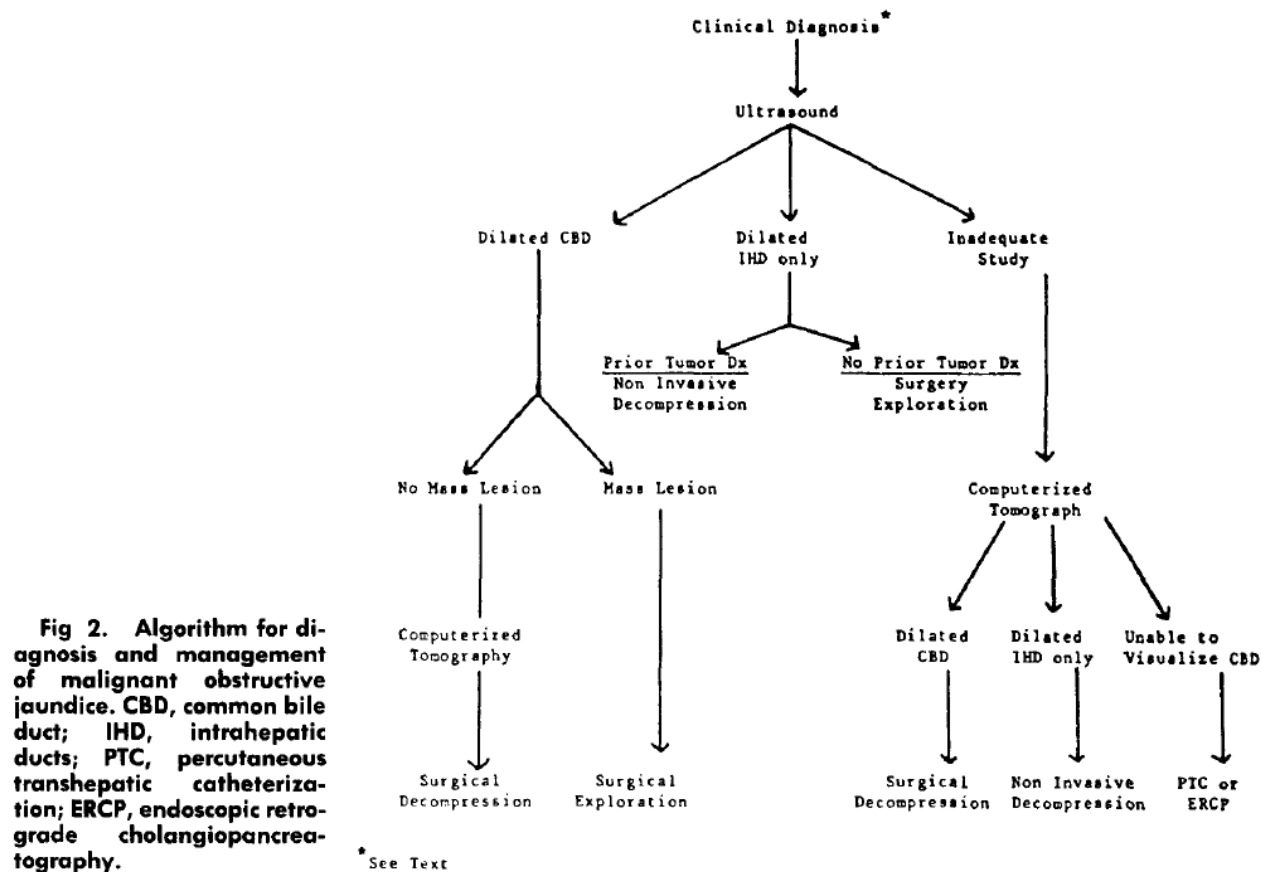 Clinical Diagnosis*
Ultrasound
Dilated CBD
Dilated
IHD only
Inadequate
Study
Prior Tumor Dx
Non Invasive
Decompression
No Prior Tumor Dx
Surgery
Exploration
No Mass Lesion
Mass Lesion
Computerized
Tomograph
Computerized
Tomography
Dilated
CBD
Dilated
IHD only
Unable to
Visualize CBD
Surgical
Decompression
Surgical
Exploration
Surgical
Decompression
Non Invasive
Decompression
PTC or
ERCP
Fig 2. Algorithm for di-
agnosis and management
of malignant obstructive
jaundice. CBD, common bile
duct; IHD, intrahepatic
ducts; PTC, percutaneous
transhepatic catheteriza-
tion; ERCP, endoscopic retro-
grade cholangiopancrea-
tography.
*See Text